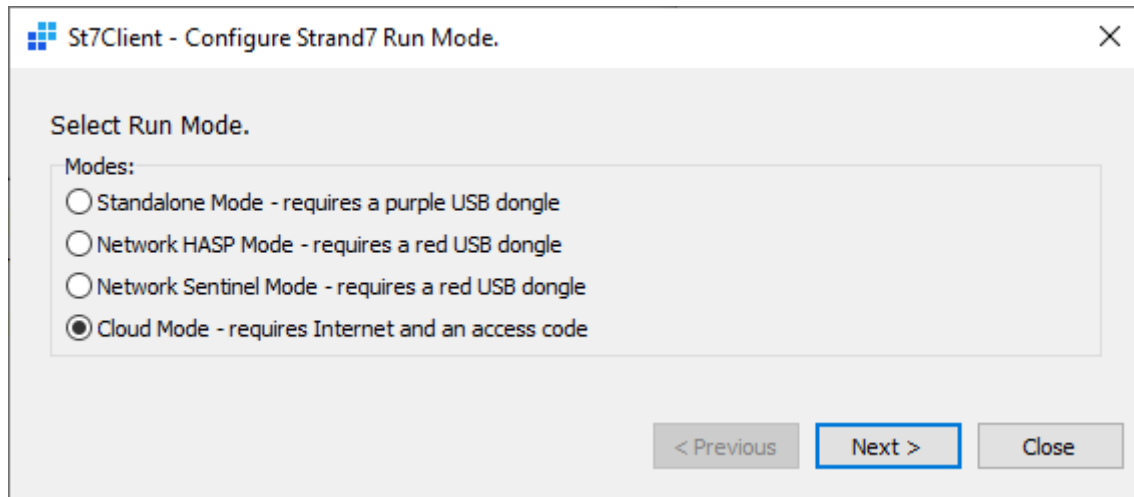 St7Client - Configure Strand7 Run Mode.
Select Run Mode.
Modes:
Standalone Mode - requires a purple USB dongle
Network HASP Mode - requires a red USB dongle
Network Sentinel Mode - requires a red USB dongle
Cloud Mode - requires Internet and an access code
< Previous Next > Close